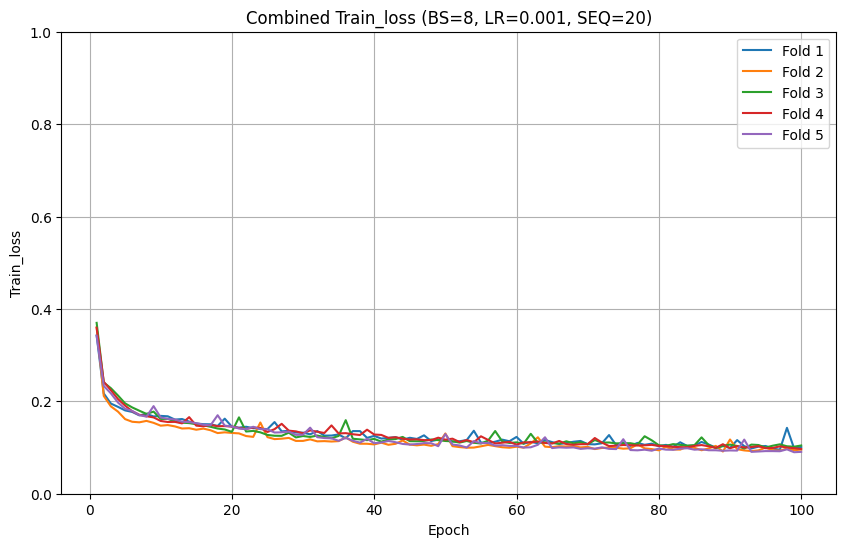 Combined Train_loss (BS=8, LR=0.001, SEQ=20)
1.0
0.8
0.6
0.4
0.2
0.0
Train_loss
0 20 40 60 80 100
Epoch
Fold 1
Fold 2
Fold 3
Fold 4
Fold 5